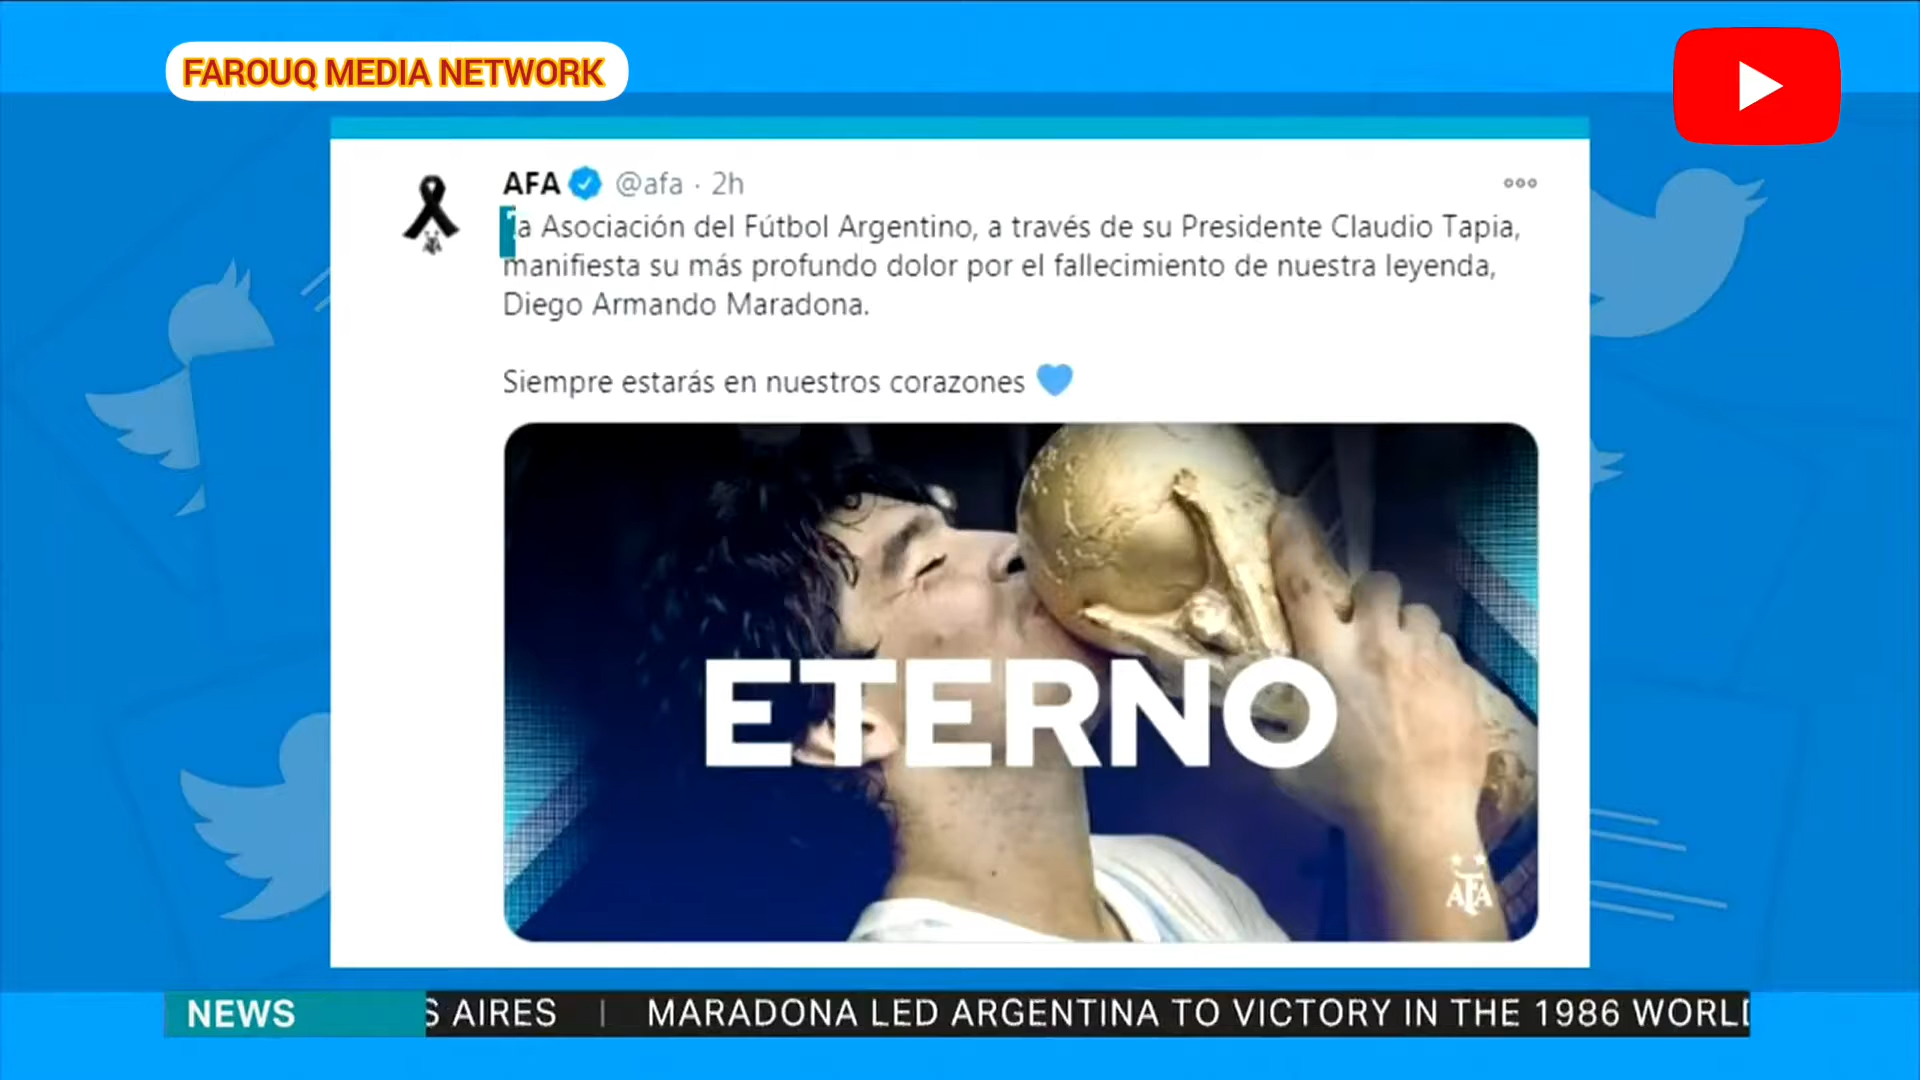 FAROUQ MEDIA NETWORK
AFA @afa · 2h
a Asociación del Fútbol Argentino, a través de su Presidente Claudio Tapia,
manifiesta su más profundo dolor por el fallecimiento de nuestra leyenda,
Diego Armando Maradona.
Siempre estarás en nuestros corazones
ETERNO
AFA
NEWS
S AIRES | MARADONA LED ARGENTINA TO VICTORY IN THE 1986 WORL